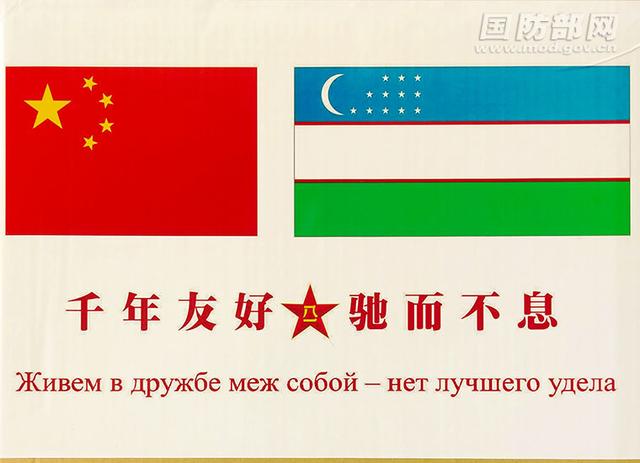 国防部网
www.mod.gov.cn
千年友好 八一 驰而不息
Живем в дружбе меж собой – нет лучшего удела